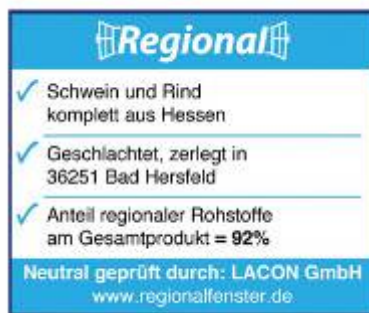 Regional
Schwein und Rind
komplett aus Hessen
Geschlachtet, zerlegt in
36251 Bad Hersfeld
Anteil regionaler Rohstoffe
am Gesamtprodukt = 92%
Neutral geprüft durch: LACON GmbH
www.regionalfenster.de